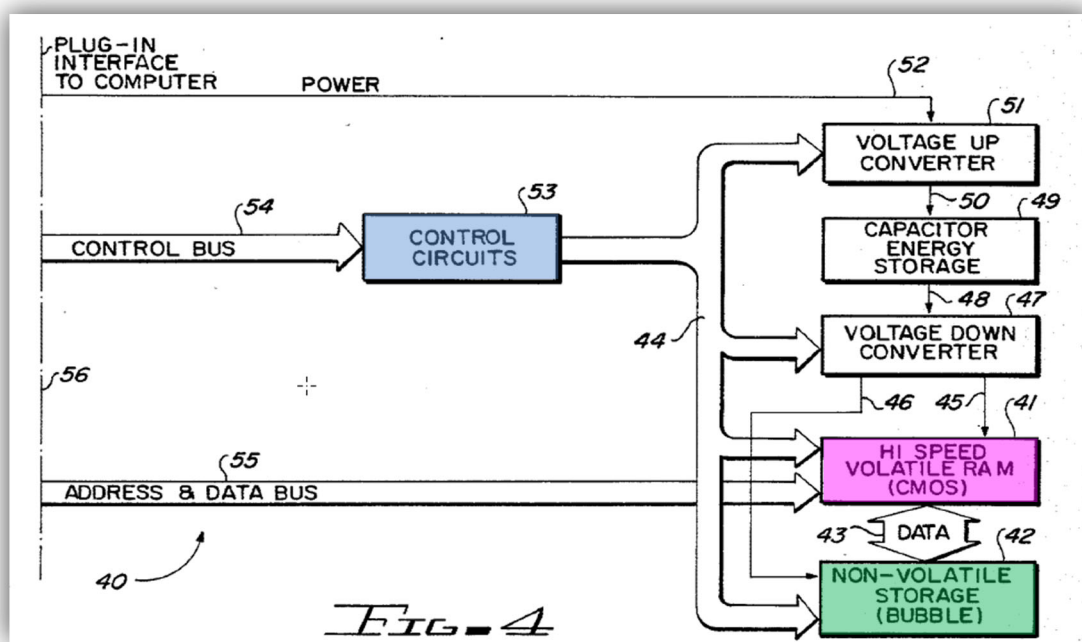 PLUG-IN
INTERFACE
TO COMPUTER
POWER
52
51
VOLTAGE UP
CONVERTER
50
49
CAPACITOR
ENERGY
STORAGE
54
CONTROL BUS
53
CONTROL
CIRCUITS
48
47
VOLTAGE DOWN
CONVERTER
44
56
46
45
41
HI SPEED
VOLATILE RAM
(CMOS)
55
ADDRESS & DATA BUS
43
DATA
42
NON-VOLATILE
STORAGE
(BUBBLE)
40
FIG-4